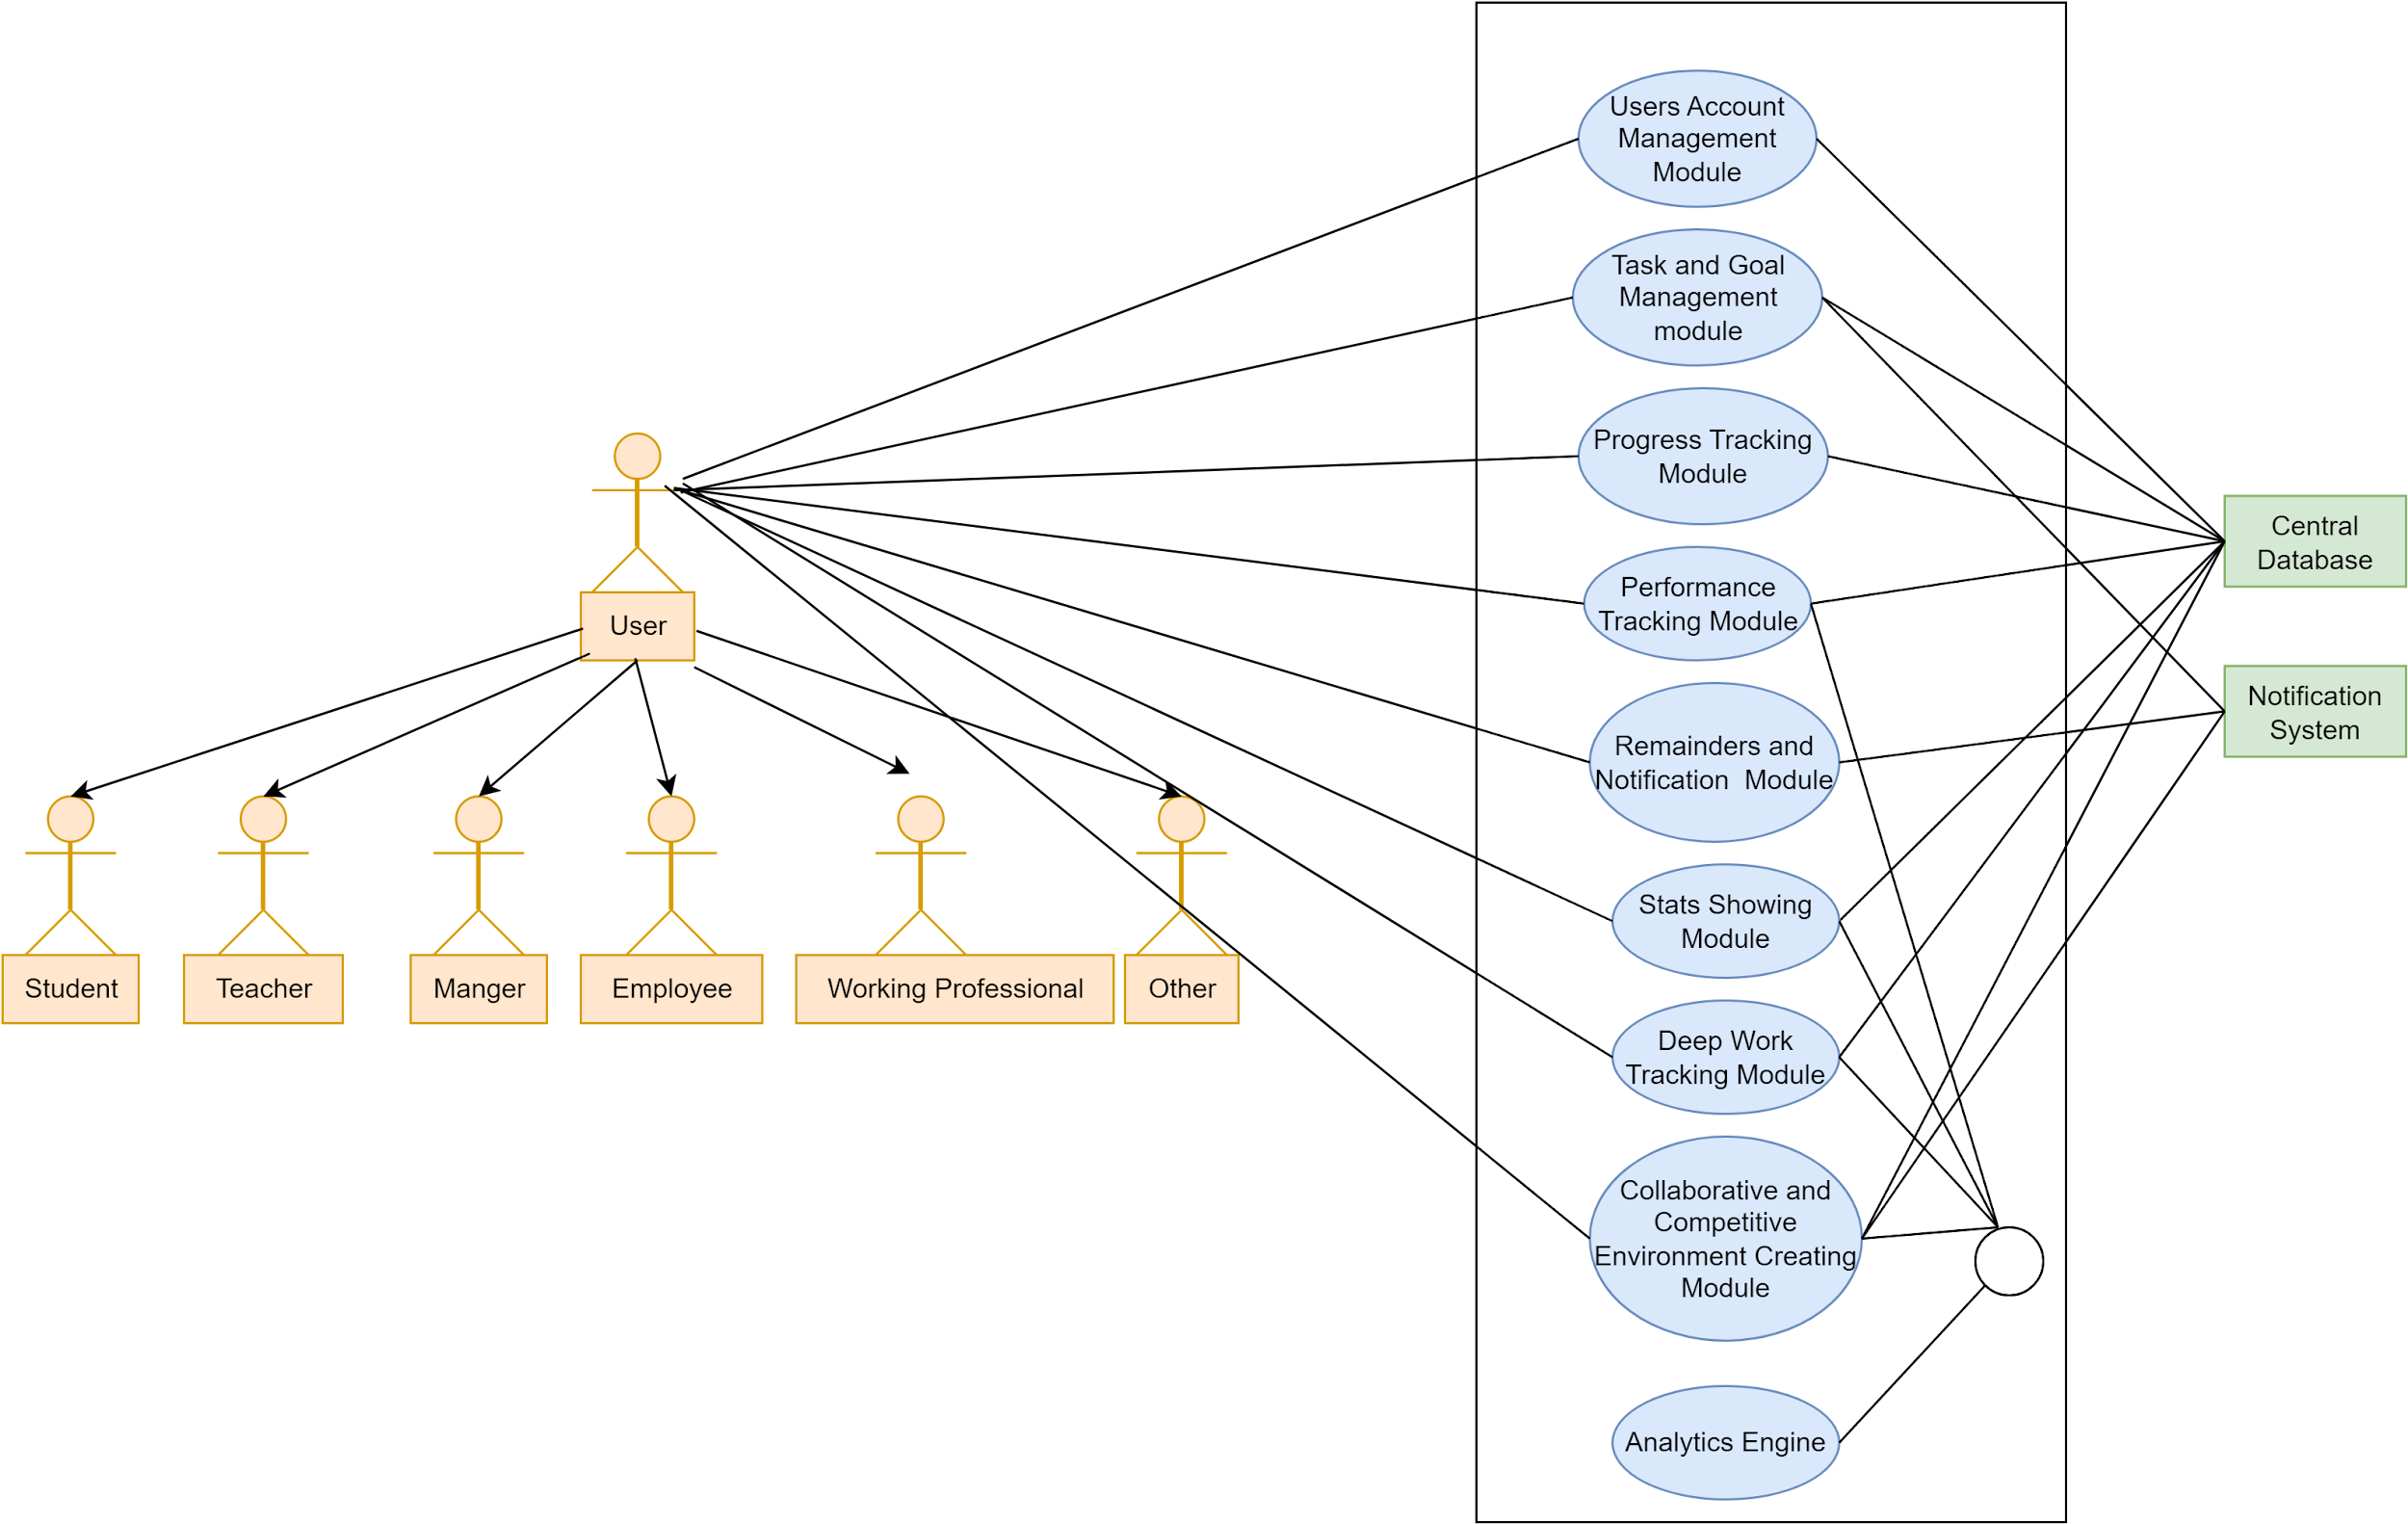 Users Account
Management
Module
Task and Goal
Management
module
Progress Tracking
Module
Performance
Tracking Module
Remainders and
Notification  Module
Stats Showing
Module
Deep Work
Tracking Module
Collaborative and
Competitive
Environment Creating
Module
Analytics Engine
Central
Database
Notification
System
User
Student
Teacher
Manger
Employee
Working Professional
Other